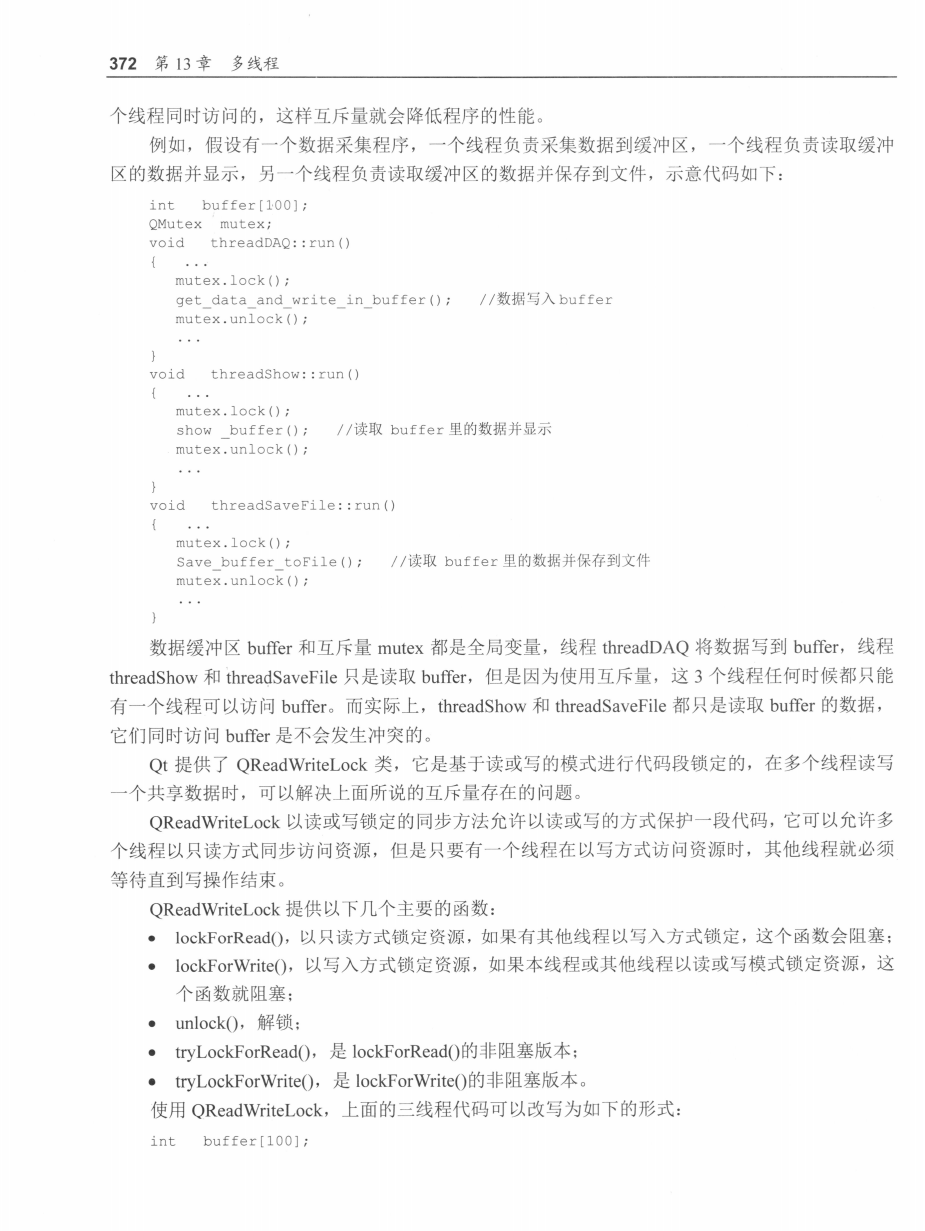 372 第13章 多线程
个线程同时访问的，这样互斥量就会降低程序的性能。
例如，假设有一个数据采集程序，一个线程负责采集数据到缓冲区，一个线程负责读取缓冲
区的数据并显示，另一个线程负责读取缓冲区的数据并保存到文件，示意代码如下：
int buffer[100];
QMutex mutex;
void threadDAQ::run()
{ ...
mutex.lock();
get_data_and_write_in_buffer(); //数据写入buffer
mutex.unlock();
...
}
void threadShow::run()
{ ...
mutex.lock();
show _buffer(); //读取 buffer 里的数据并显示
mutex.unlock();
...
}
void threadSaveFile::run()
{ ...
mutex.lock();
Save_buffer_toFile(); //读取 buffer 里的数据并保存到文件
mutex.unlock();
...
}
数据缓冲区 buffer 和互斥量 mutex 都是全局变量，线程 threadDAQ 将数据写到 buffer，线程
threadShow 和 threadSaveFile 只是读取 buffer，但是因为使用互斥量，这 3 个线程任何时候都只能
有一个线程可以访问 buffer。而实际上，threadShow 和 threadSaveFile 都只是读取 buffer 的数据，
它们同时访问 buffer 是不会发生冲突的。
Qt 提供了 QReadWriteLock 类，它是基于读或写的模式进行代码段锁定的，在多个线程读写
一个共享数据时，可以解决上面所说的互斥量存在的问题。
QReadWriteLock 以读或写锁定的同步方法允许以读或写的方式保护一段代码，它可以允许多
个线程以只读方式同步访问资源，但是只要有一个线程在以写方式访问资源时，其他线程就必须
等待直到写操作结束。
QReadWriteLock 提供以下几个主要的函数：
● lockForRead()，以只读方式锁定资源，如果有其他线程以写入方式锁定，这个函数会阻塞；
● lockForWrite()，以写入方式锁定资源，如果本线程或其他线程以读或写模式锁定资源，这
个函数就阻塞；
● unlock()，解锁；
● tryLockForRead()，是 lockForRead()的非阻塞版本；
● tryLockForWrite()，是 lockForWrite()的非阻塞版本。
使用 QReadWriteLock，上面的三线程代码可以改写为如下的形式：
int buffer[100];